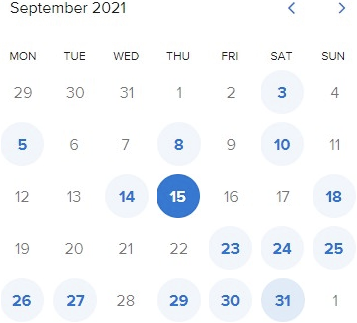 September 2021
MON TUE WED THU FRI SAT SUN
29 30 31 1 2 3 4
5 6 7 8 9 10 11
12 13 14 15 16 17 18
19 20 21 22 23 24 25
26 27 28 29 30 31 1